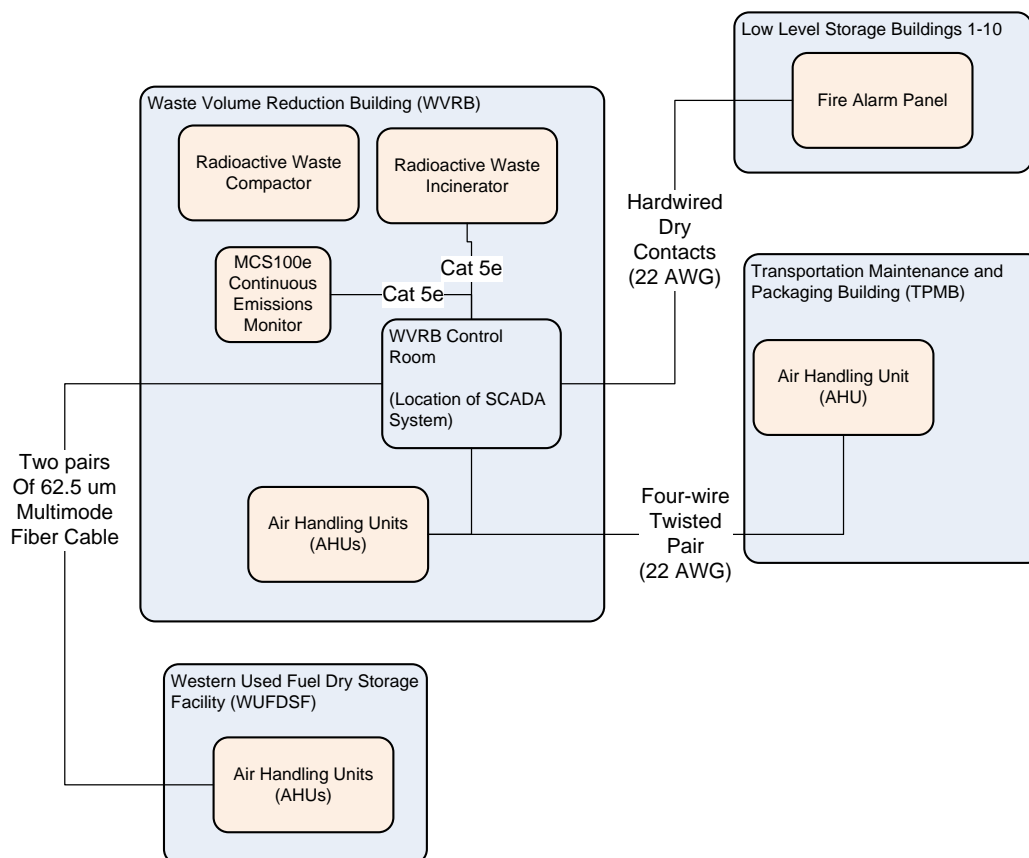 Low Level Storage Buildings 1-10
Fire Alarm Panel
Waste Volume Reduction Building (WVRB)
Radioactive Waste
Compactor
Radioactive Waste
Incinerator
Hardwired
Dry
Contacts
(22 AWG)
MCS100e
Continuous
Emissions
Monitor
Cat 5e
Cat 5e
Transportation Maintenance and
Packaging Building (TPMB)
Air Handling Unit
(AHU)
WVRB Control
Room
(Location of SCADA
System)
Two pairs
Of 62.5 um
Multimode
Fiber Cable
Air Handling Units
(AHUs)
Four-wire
Twisted
Pair
(22 AWG)
Western Used Fuel Dry Storage
Facility (WUFDSF)
Air Handling Units
(AHUs)